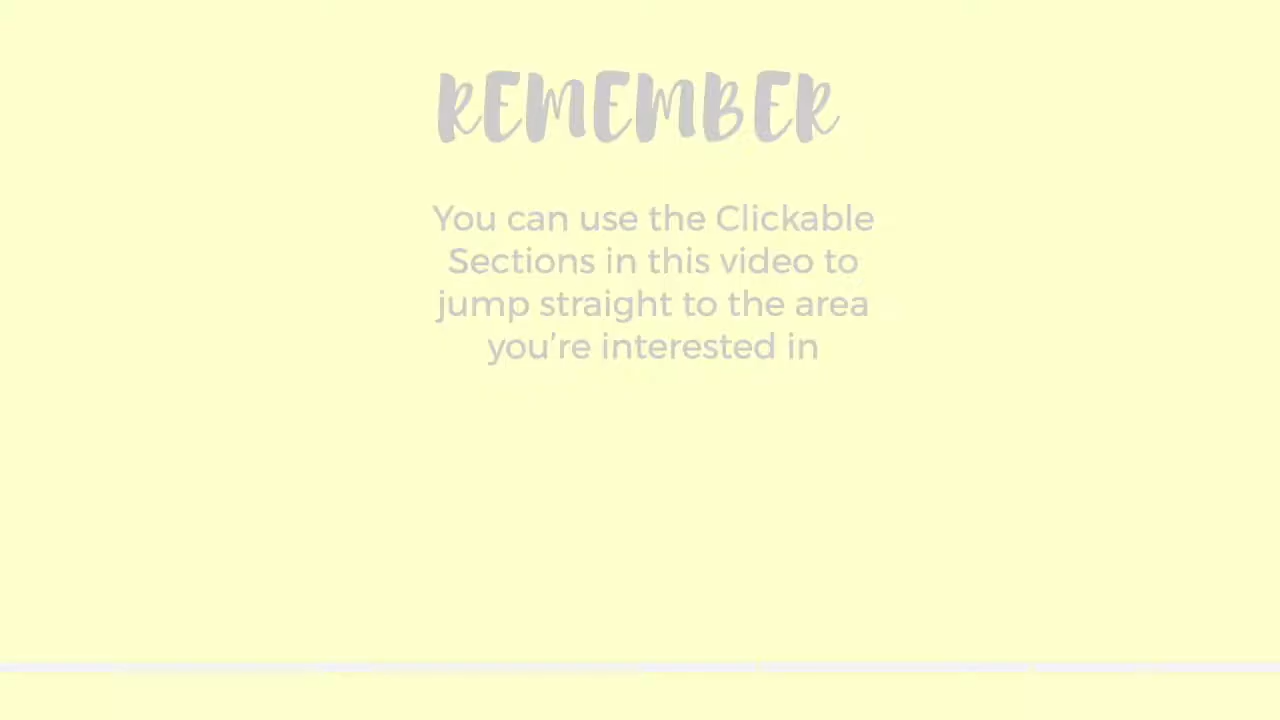 REMEMBER
You can use the Clickable
Sections in this video to
jump straight to the area
you’re interested in